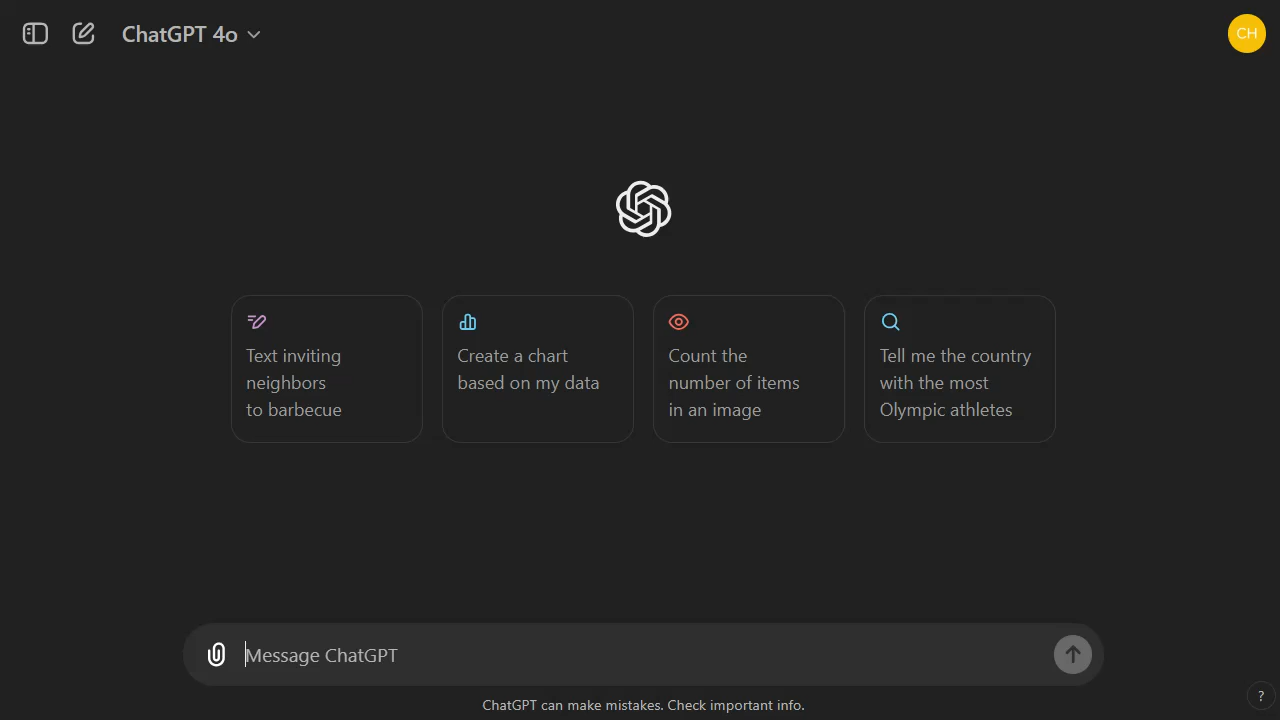 ChatGPT 4o
CH
Text inviting
neighbors
to barbecue
Create a chart
based on my data
Count the
number of items
in an image
Tell me the country
with the most
Olympic athletes
Message ChatGPT
ChatGPT can make mistakes. Check important info.
?